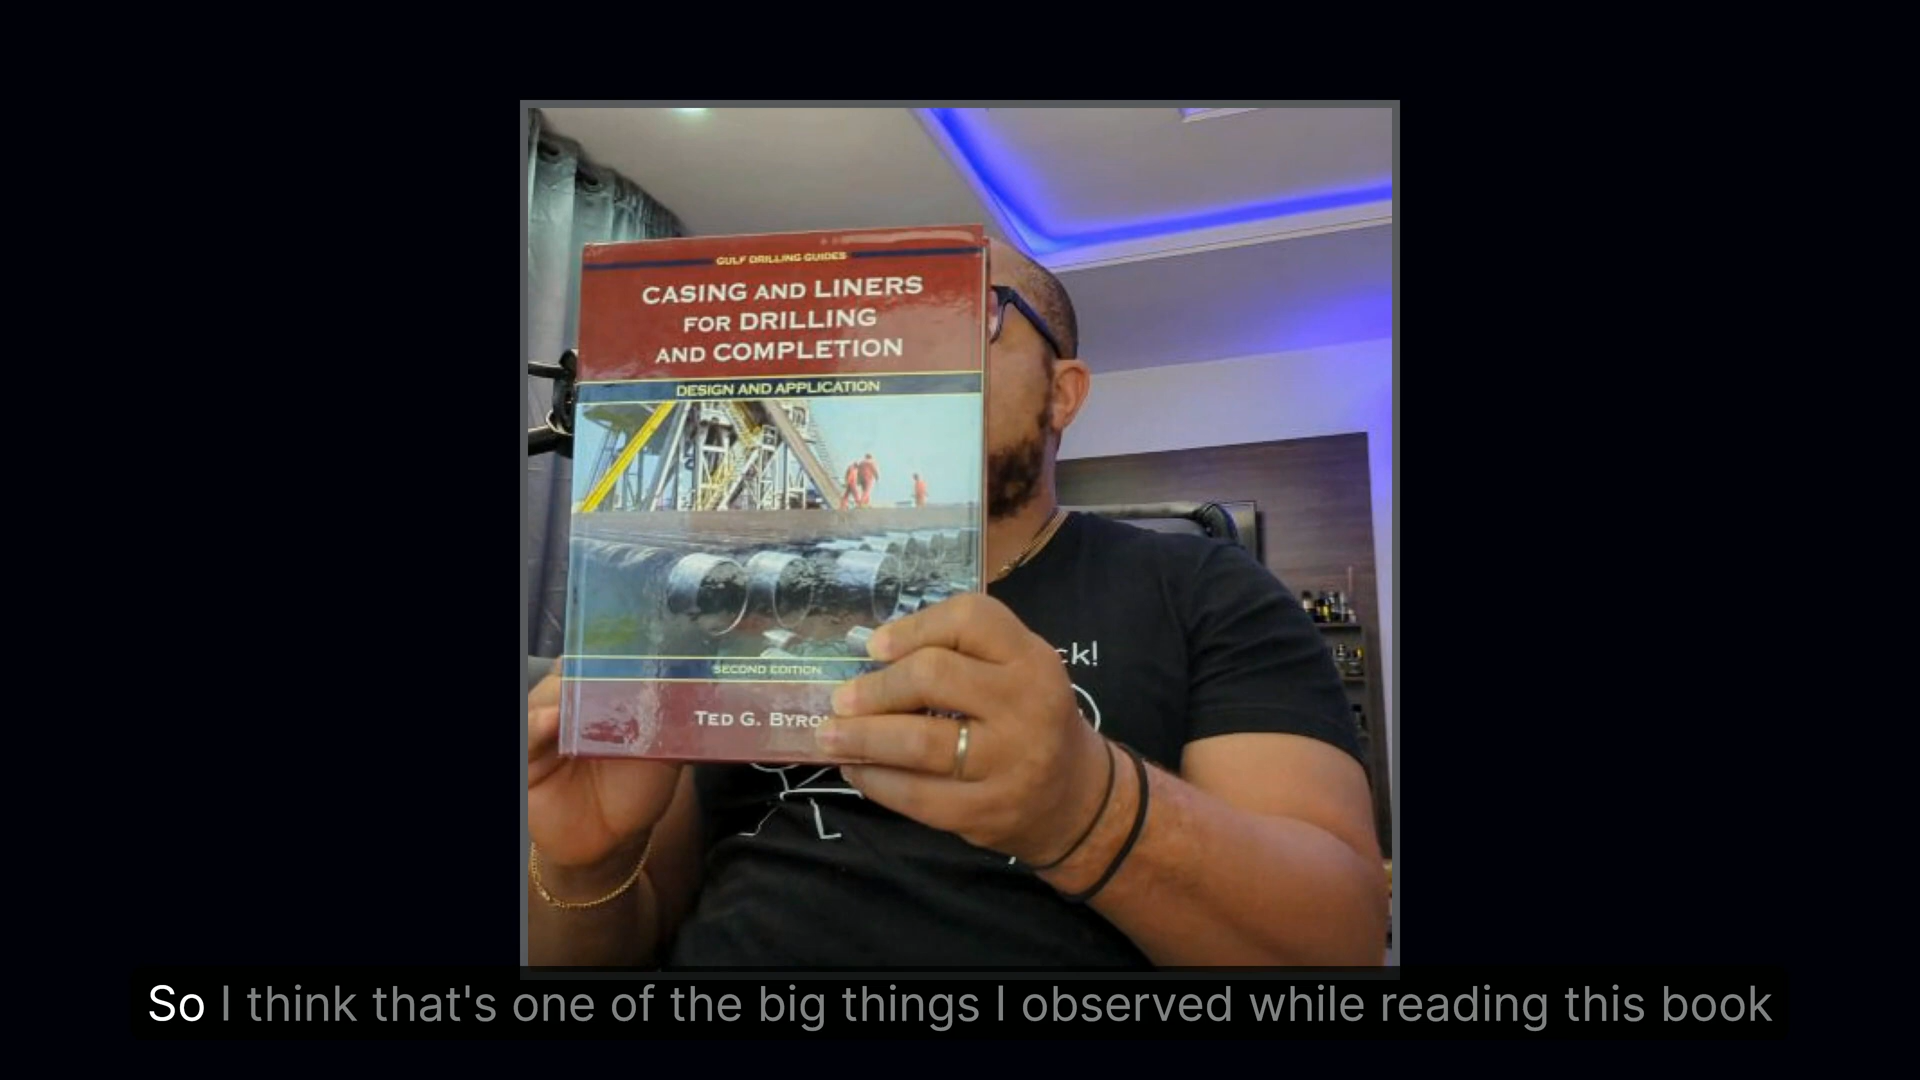 GULF DRILLING GUIDES
CASING AND LINERS
FOR DRILLING
AND COMPLETION
DESIGN AND APPLICATION
SECOND EDITION
TED G.
ck!
So I think that's one of the big things I observed while reading this book